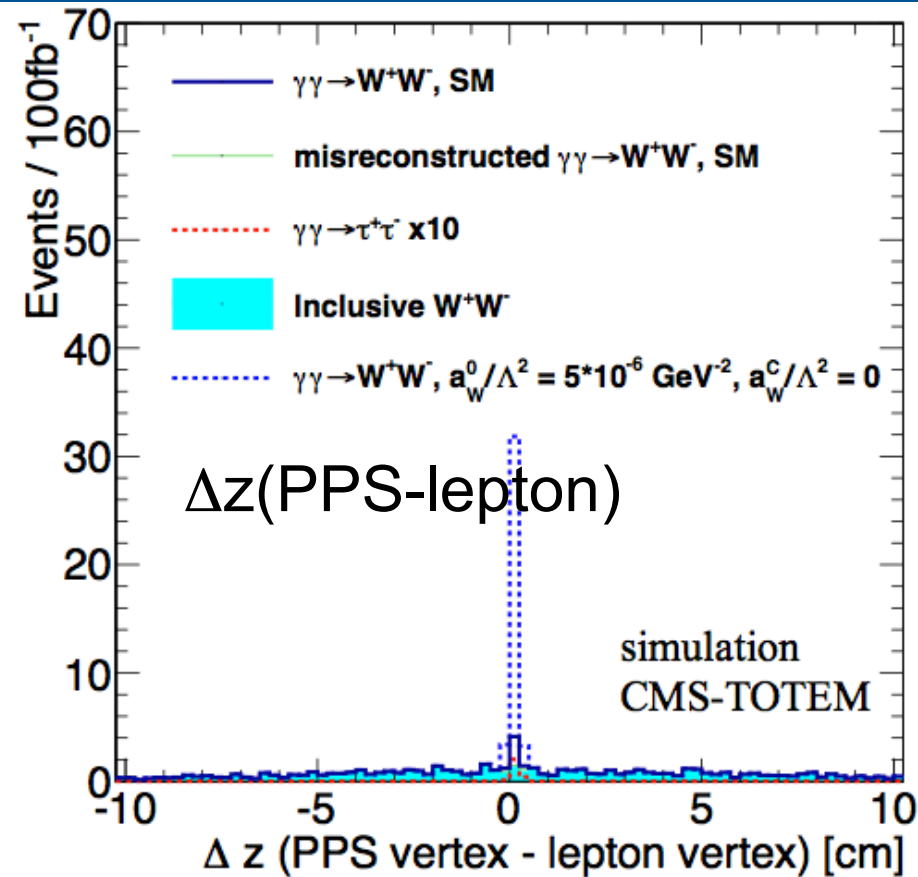 Events / 100fb⁻¹
70
60
50
40
30
20
10
0
γγ→W⁺W⁻, SM
misreconstructed γγ→W⁺W⁻, SM
γγ→τ⁺τ⁻ x10
Inclusive W⁺W⁻
γγ→W⁺W⁻, a⁰_W/Λ² = 5*10⁻⁶ GeV⁻², a^C_W/Λ² = 0
Δz(PPS-lepton)
simulation
CMS-TOTEM
-10 -5 0 5 10
Δ z (PPS vertex - lepton vertex) [cm]